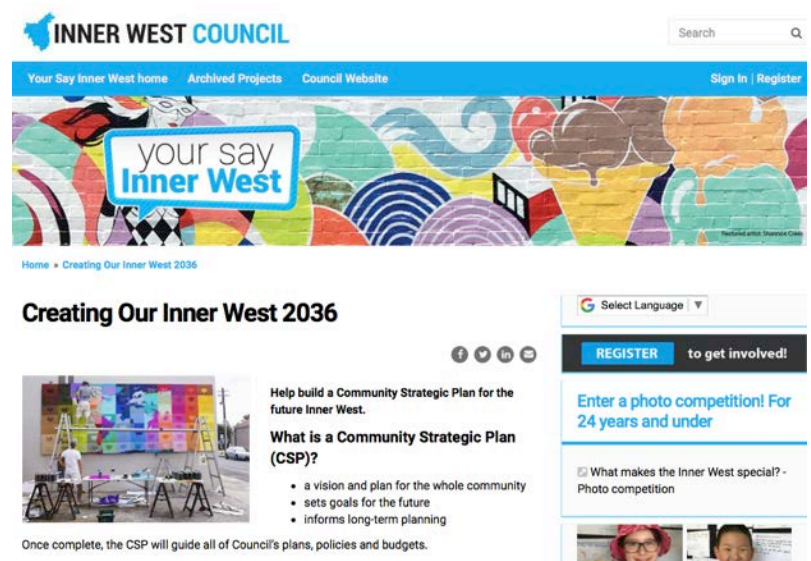 INNER WEST COUNCIL
Search
Your Say Inner West home Archived Projects Council Website
Sign In | Register
your say
Inner West
Featured artist: Shannon Crees
Home » Creating Our Inner West 2036
Creating Our Inner West 2036
Help build a Community Strategic Plan for the
future Inner West.
What is a Community Strategic Plan
(CSP)?
• a vision and plan for the whole community
• sets goals for the future
• informs long-term planning
Once complete, the CSP will guide all of Council's plans, policies and budgets.
Select Language ▼
REGISTER to get involved!
Enter a photo competition! For
24 years and under
What makes the Inner West special? -
Photo competition